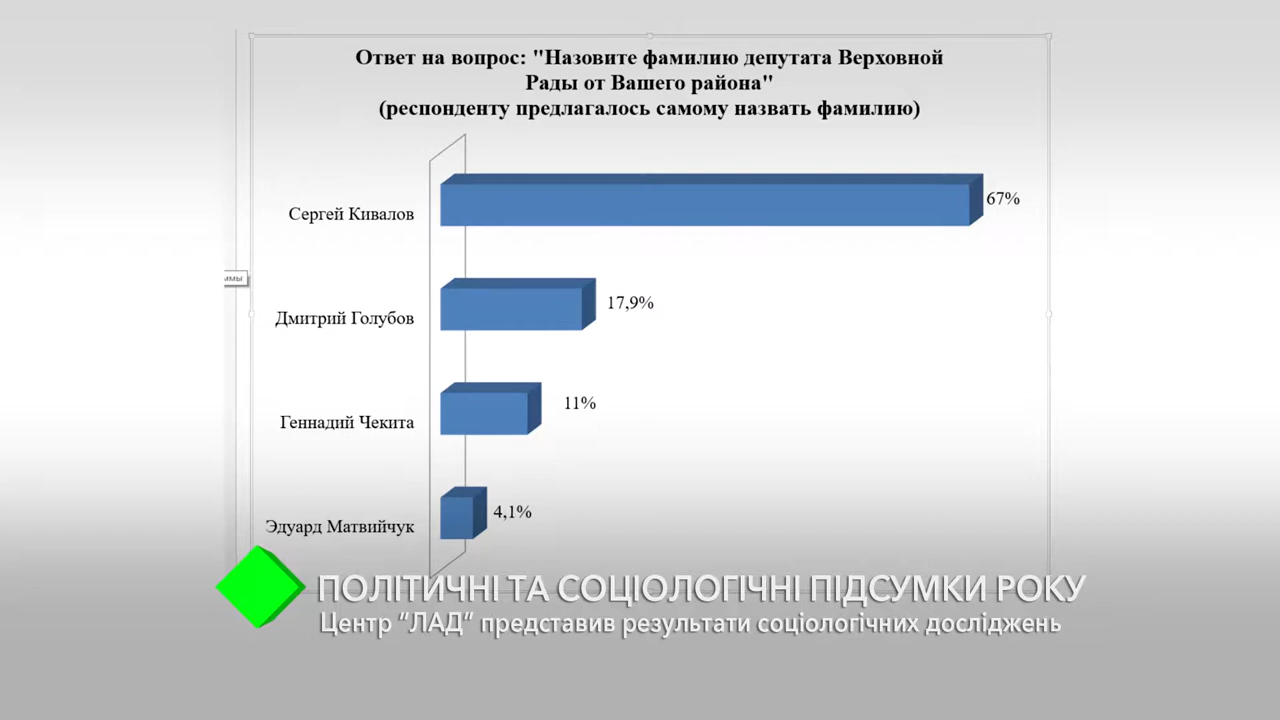 Ответ на вопрос: "Назовите фамилию депутата Верховной
Рады от Вашего района"
(респонденту предлагалось самому назвать фамилию)
Сергей Кивалов
67%
ммы
Дмитрий Голубов
17,9%
Геннадий Чекита
11%
Эдуард Матвийчук
4,1%
ПОЛІТИЧНІ ТА СОЦІОЛОГІЧНІ ПІДСУМКИ РОКУ
Центр “ЛАД” представив результати соціологічних досліджень